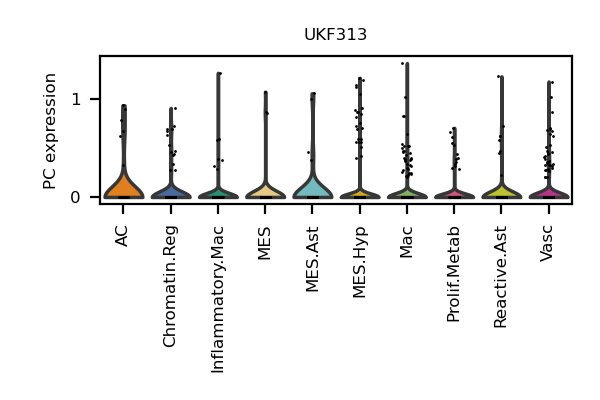 UKF313
PC expression
1
0
AC
Chromatin.Reg
Inflammatory.Mac
MES
MES.Ast
MES.Hyp
Mac
Prolif.Metab
Reactive.Ast
Vasc